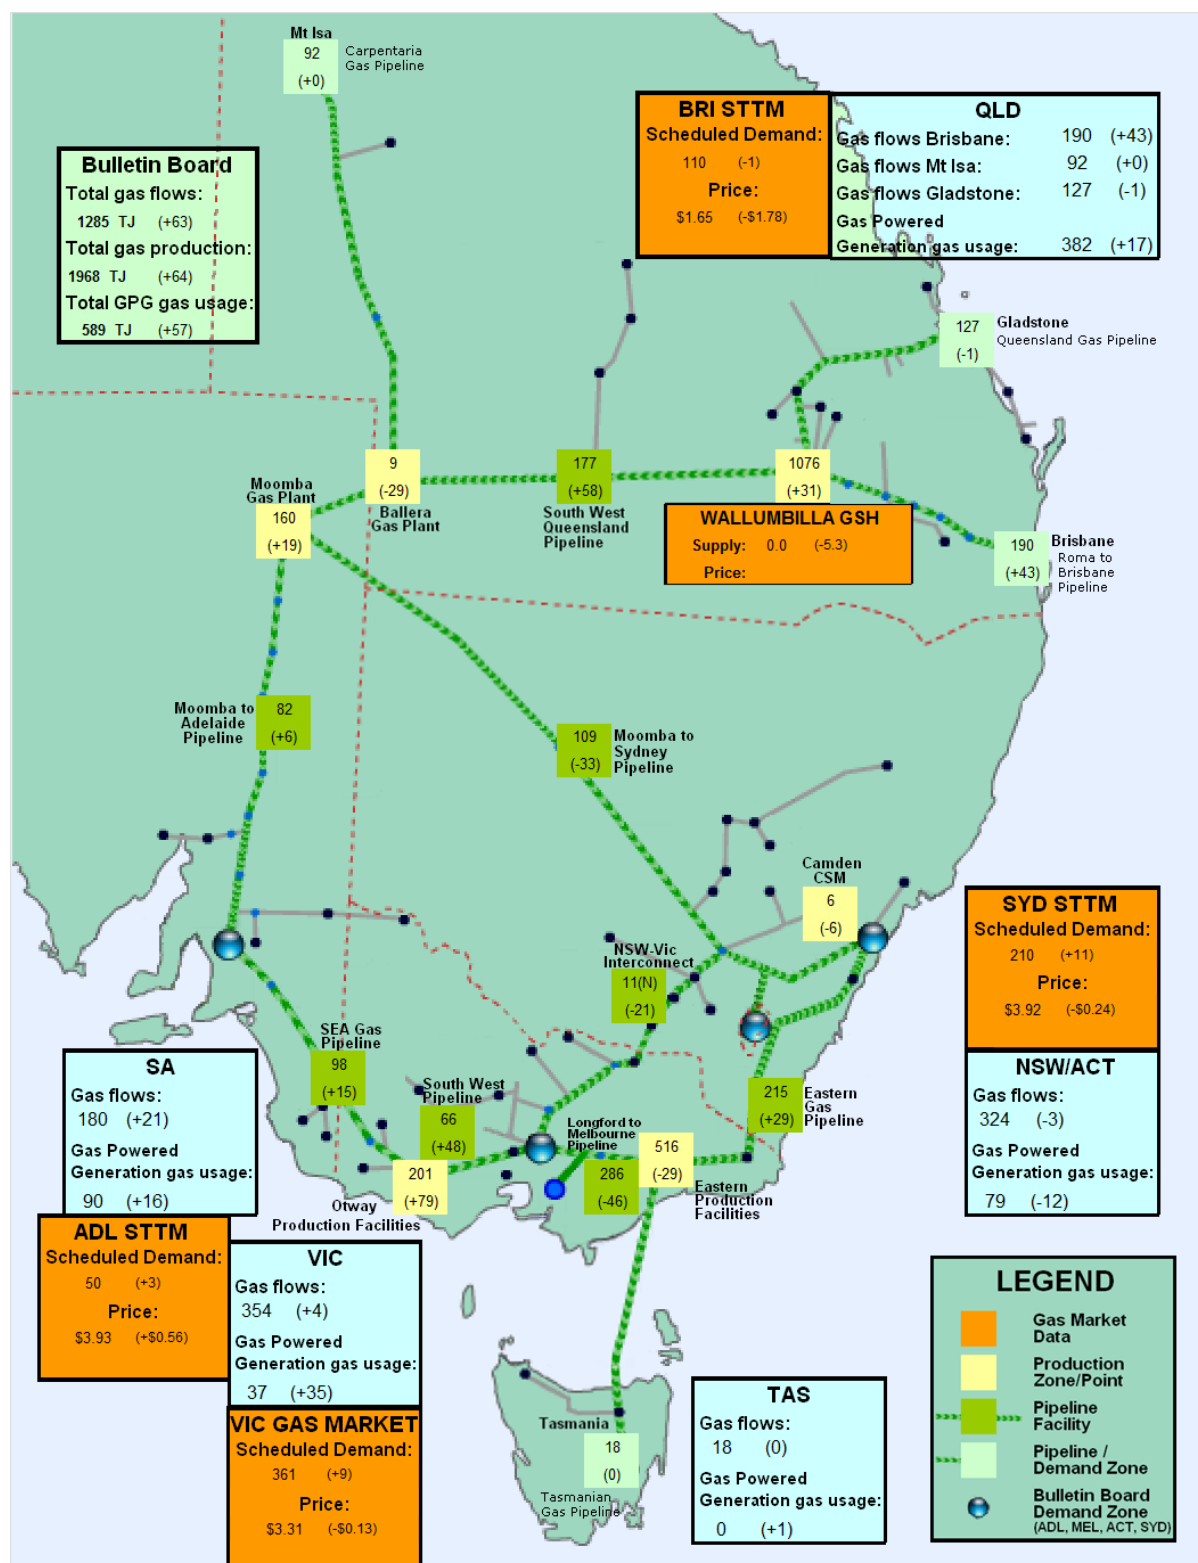 Mt Isa
92
(+0)
Carpentaria
Gas Pipeline
BRI STTM
Scheduled Demand:
110 (-1)
Price:
$1.65 (-$1.78)
QLD
Gas flows Brisbane: 190 (+43)
Gas flows Mt Isa: 92 (+0)
Gas flows Gladstone: 127 (-1)
Gas Powered
Generation gas usage: 382 (+17)
Bulletin Board
Total gas flows:
1285 TJ (+63)
Total gas production:
1968 TJ (+64)
Total GPG gas usage:
589 TJ (+57)
127
(-1)
Gladstone
Queensland Gas Pipeline
Moomba
Gas Plant
160
(+19)
9
(-29)
Ballera
Gas Plant
177
(+58)
South West
Queensland
Pipeline
1076
(+31)
WALLUMBILLA GSH
Supply: 0.0 (-5.3)
Price:
190
(+43)
Brisbane
Roma to
Brisbane
Pipeline
Moomba to
Adelaide
Pipeline
82
(+6)
109
(-33)
Moomba to
Sydney
Pipeline
Camden
CSM
6
(-6)
SYD STTM
Scheduled Demand:
210 (+11)
Price:
$3.92 (-$0.24)
NSW-Vic
Interconnect
11(N)
(-21)
SEA Gas
Pipeline
98
(+15)
South West
Pipeline
66
(+48)
Longford to
Melbourne
Pipeline
286
(-46)
516
(-29)
Eastern
Production
Facilities
215
(+29)
Eastern
Gas
Pipeline
NSW/ACT
Gas flows:
324 (-3)
Gas Powered
Generation gas usage:
79 (-12)
SA
Gas flows:
180 (+21)
Gas Powered
Generation gas usage:
90 (+16)
201
(+79)
Otway
Production Facilities
ADL STTM
Scheduled Demand:
50 (+3)
Price:
$3.93 (+$0.56)
VIC
Gas flows:
354 (+4)
Gas Powered
Generation gas usage:
37 (+35)
VIC GAS MARKET
Scheduled Demand:
361 (+9)
Price:
$3.31 (-$0.13)
Tasmania
18
(0)
Tasmanian
Gas Pipeline
TAS
Gas flows:
18 (0)
Gas Powered
Generation gas usage:
0 (+1)
LEGEND
Gas Market
Data
Production
Zone/Point
Pipeline
Facility
Pipeline /
Demand Zone
Bulletin Board
Demand Zone
(ADL, MEL, ACT, SYD)